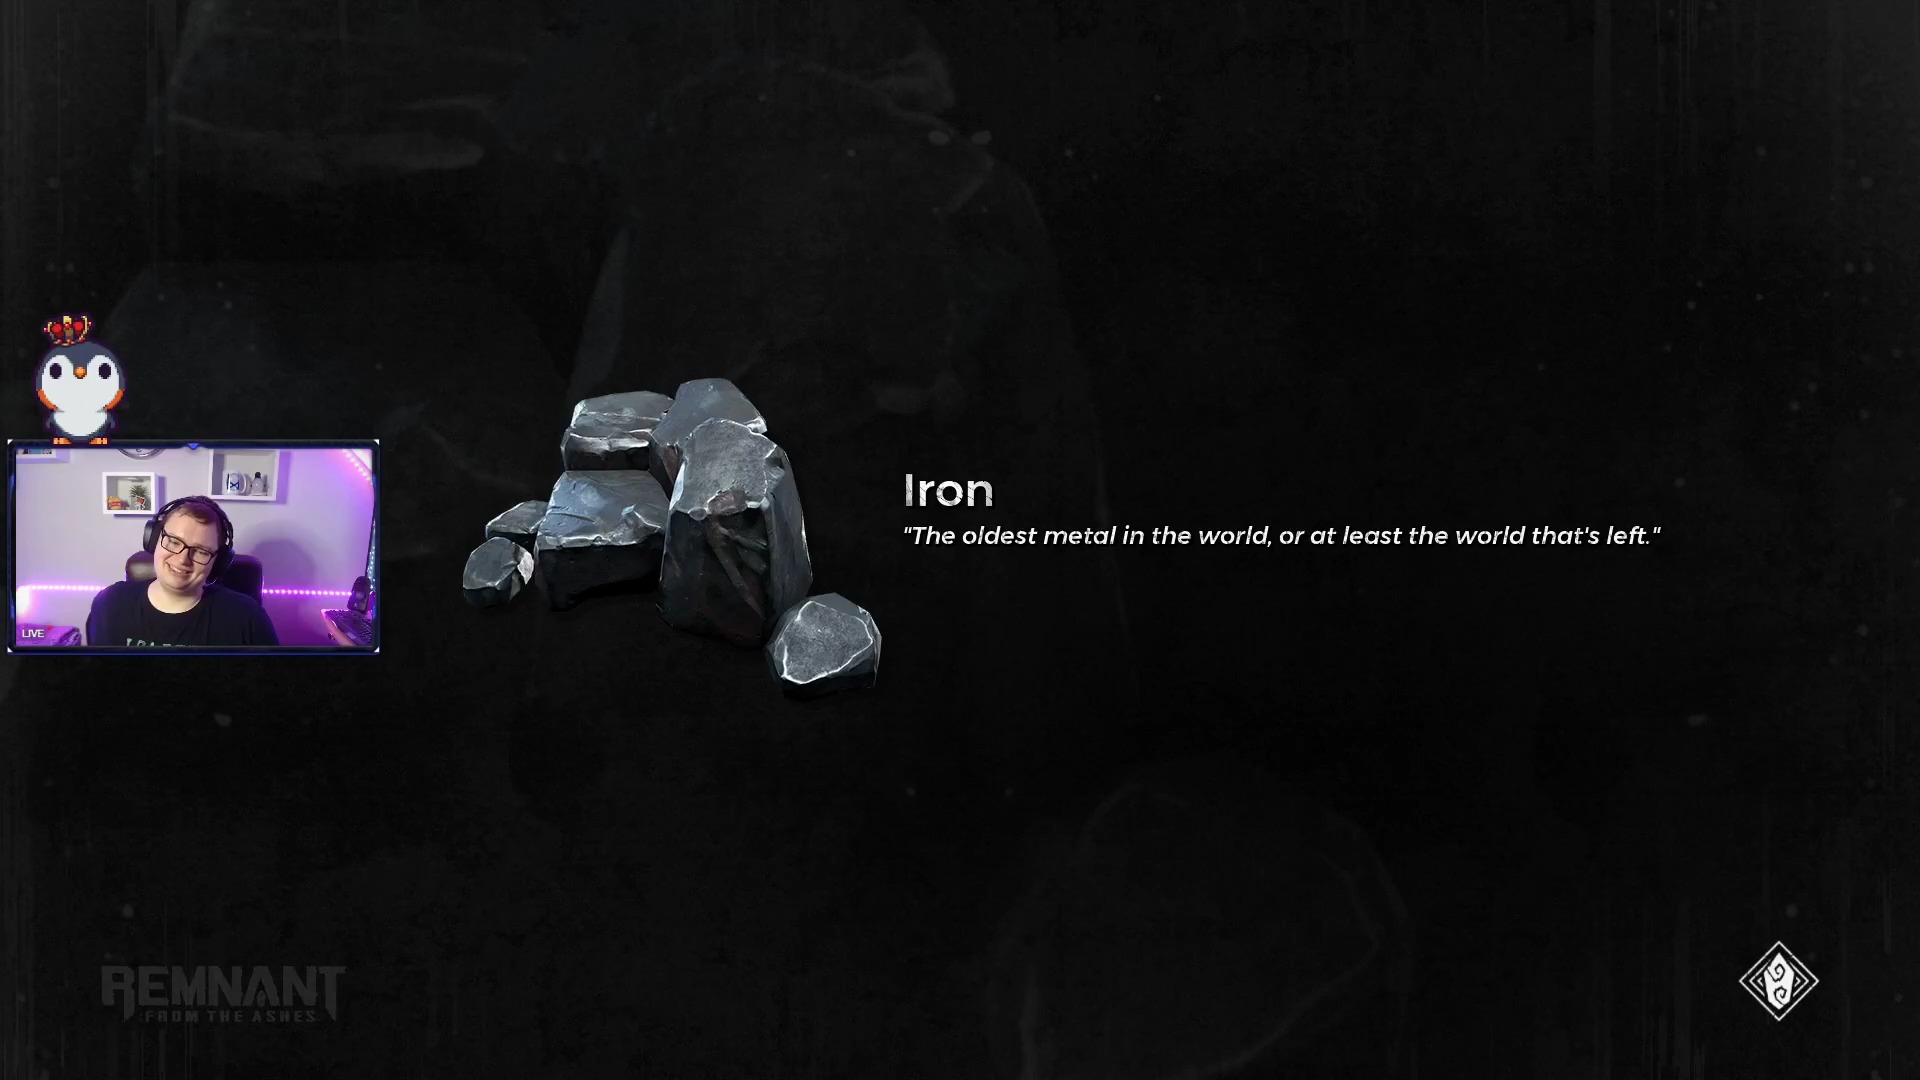 Iron
"The oldest metal in the world, or at least the world that's left."
LIVE
REMNANT
FROM THE ASHES